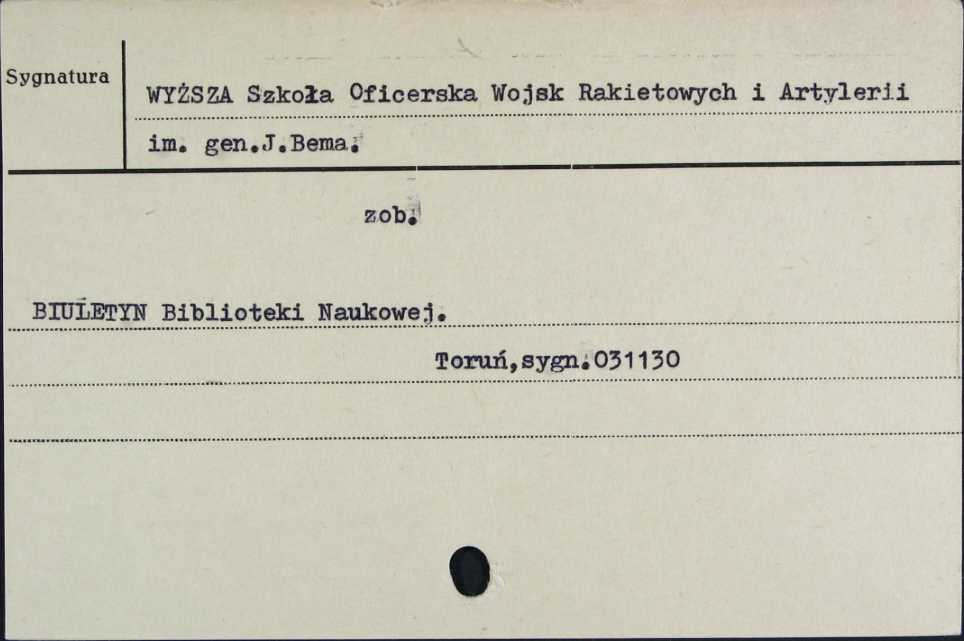 Sygnatura
WYŻSZA Szkoła Oficerska Wojsk Rakietowych i Artylerii
im. gen.J.Bema.
zob.
BIULETYN Biblioteki Naukowej.
Toruń,sygn.031130